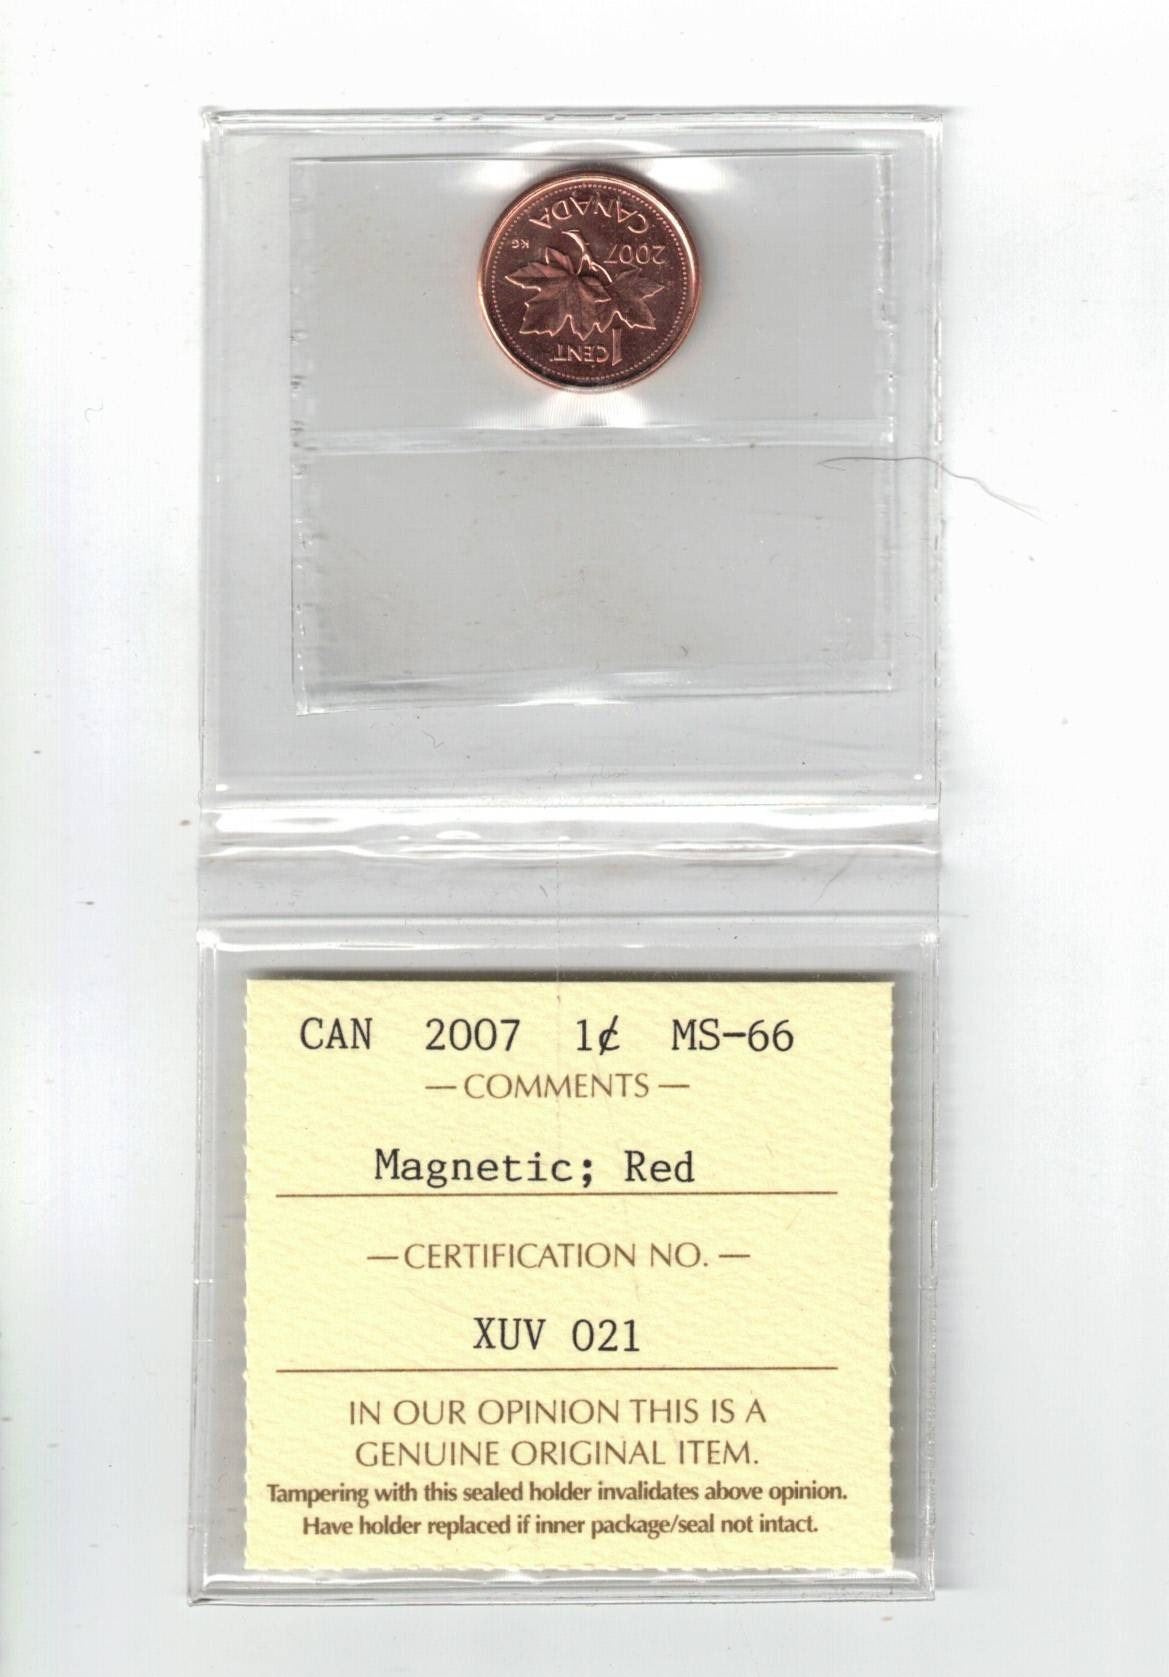 CANADA
2007
KG
1 CENT
CAN 2007 1¢ MS-66
— COMMENTS —
Magnetic; Red
— CERTIFICATION NO. —
XUV 021
IN OUR OPINION THIS IS A
GENUINE ORIGINAL ITEM.
Tampering with this sealed holder invalidates above opinion.
Have holder replaced if inner package/seal not intact.